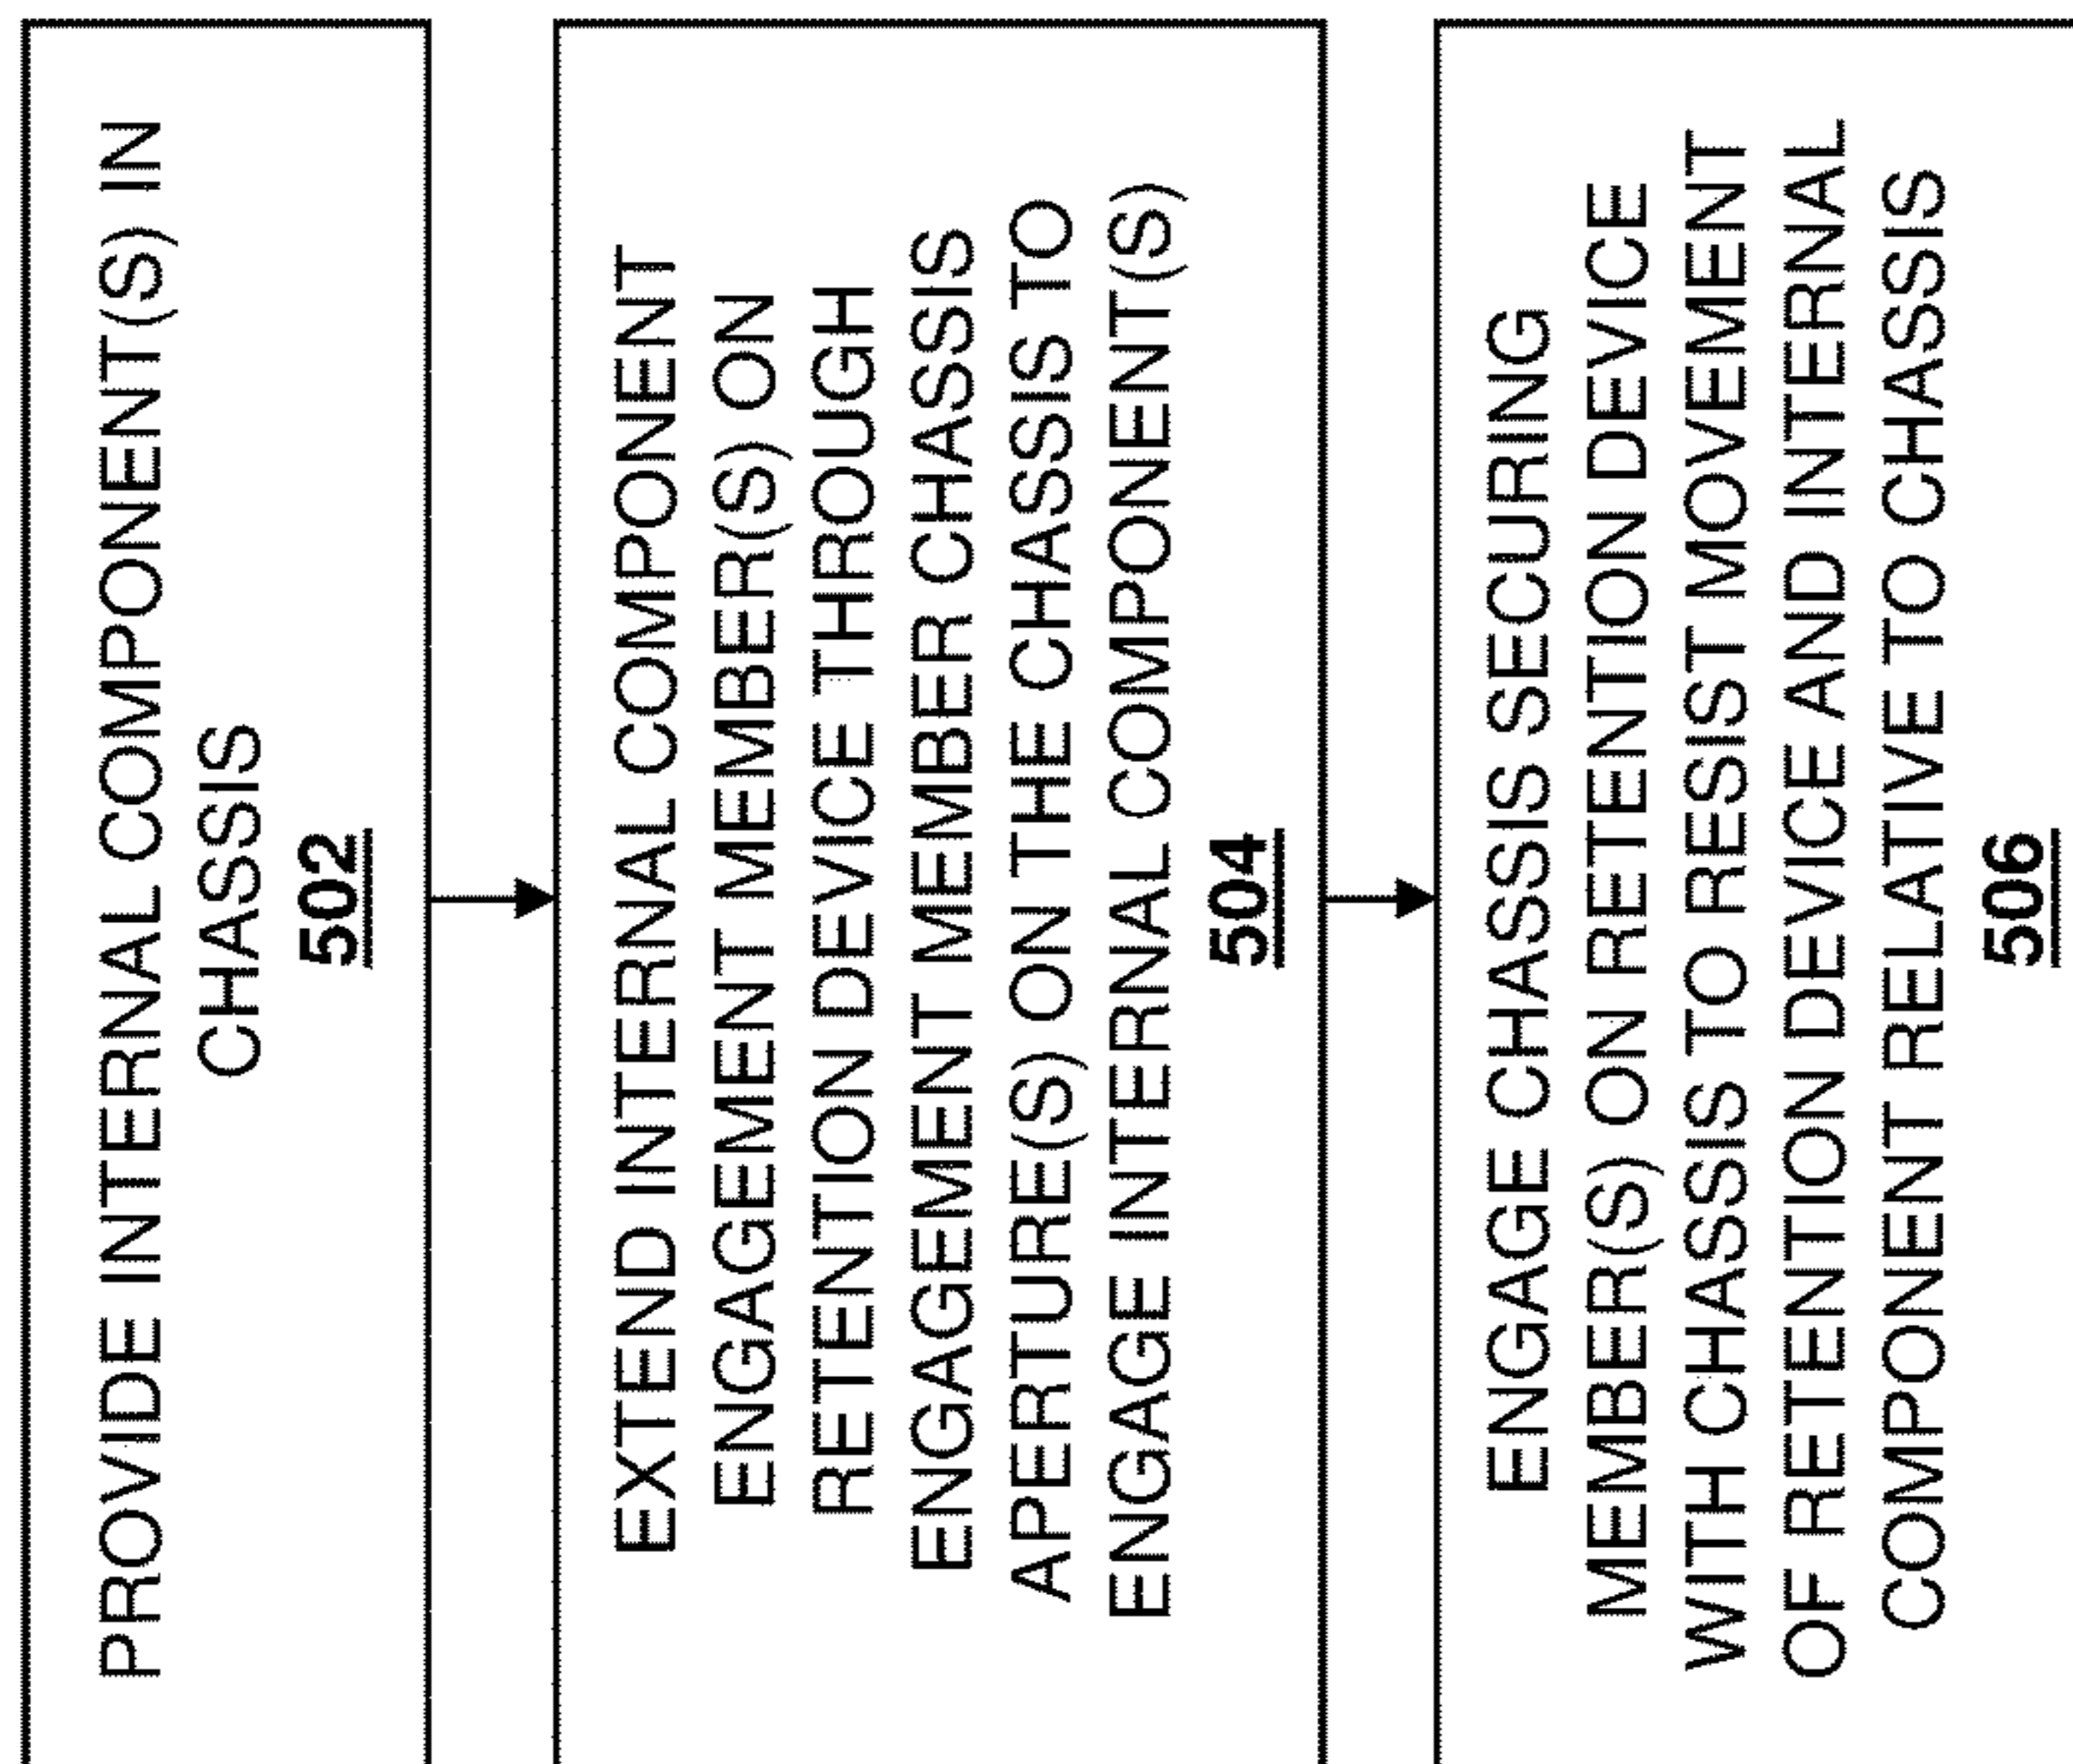 PROVIDE INTERNAL COMPONENT(S) IN
CHASSIS
502
EXTEND INTERNAL COMPONENT
ENGAGEMENT MEMBER(S) ON
RETENTION DEVICE THROUGH
ENGAGEMENT MEMBER CHASSIS
APERTURE(S) ON THE CHASSIS TO
ENGAGE INTERNAL COMPONENT(S)
504
ENGAGE CHASSIS SECURING
MEMBER(S) ON RETENTION DEVICE
WITH CHASSIS TO RESIST MOVEMENT
OF RETENTION DEVICE AND INTERNAL
COMPONENT RELATIVE TO CHASSIS
506